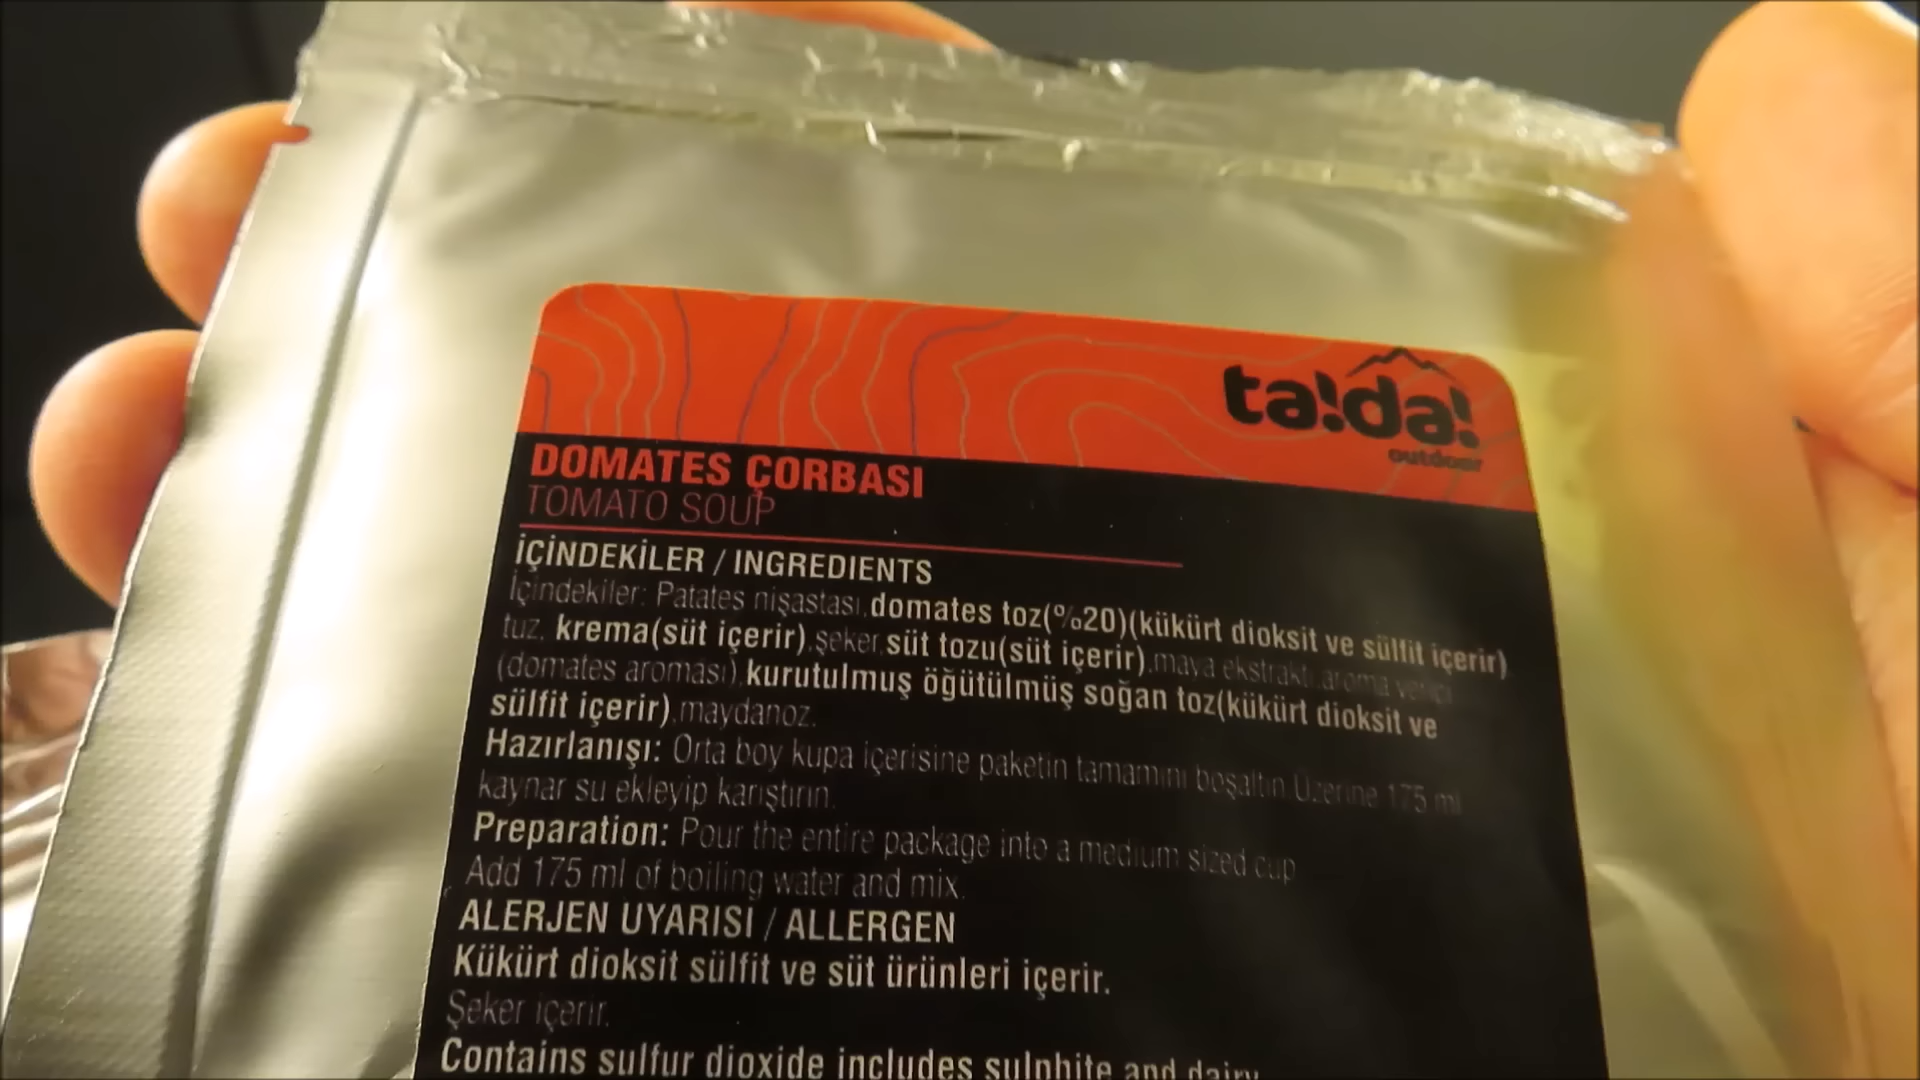 ta!da!
outdoor
DOMATES ÇORBASI
TOMATO SOUP
İÇİNDEKİLER / INGREDIENTS
İçindekiler: Patates nişastası,domates toz(%20)(kükürt dioksit ve sülfit içerir)
tuz, krema(süt içerir),şeker,süt tozu(süt içerir),maya ekstraktı,aroma verici
(domates aroması),kurutulmuş öğütülmüş soğan toz(kükürt dioksit ve
sülfit içerir),maydanoz.
Hazırlanışı: Orta boy kupa içerisine paketin tamamını boşaltın.Üzerine 175 ml
kaynar su ekleyip karıştırın.
Preparation: Pour the entire package into a medium sized cup
Add 175 ml of boiling water and mix.
ALERJEN UYARISI / ALLERGEN
Kükürt dioksit sülfit ve süt ürünleri içerir.
Şeker içerir.
Contains sulfur dioxide includes sulphite and dairy